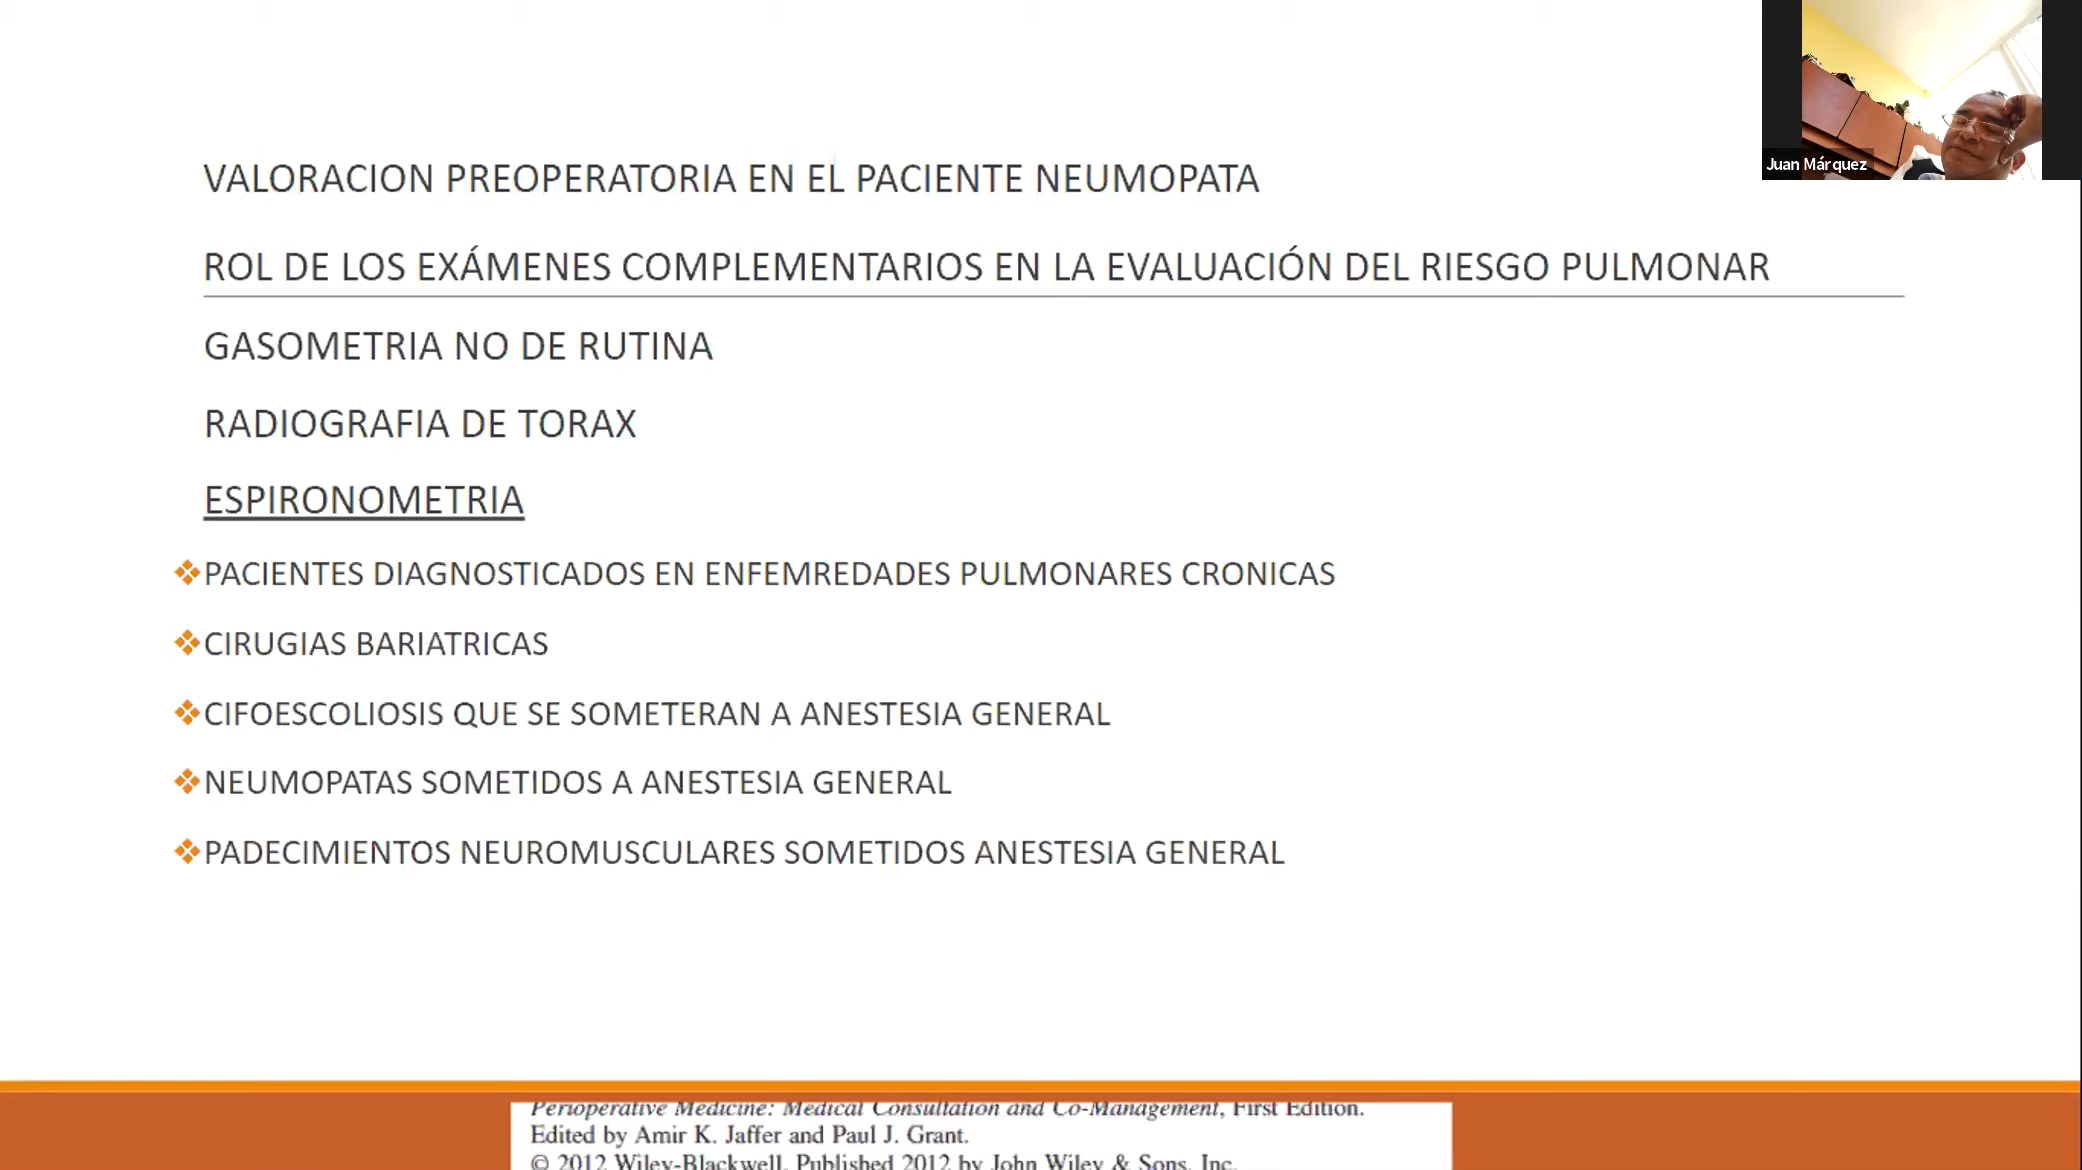 VALORACION PREOPERATORIA EN EL PACIENTE NEUMOPATA
ROL DE LOS EXÁMENES COMPLEMENTARIOS EN LA EVALUACIÓN DEL RIESGO PULMONAR
GASOMETRIA NO DE RUTINA
RADIOGRAFIA DE TORAX
ESPIRONOMETRIA
PACIENTES DIAGNOSTICADOS EN ENFEMREDADES PULMONARES CRONICAS
CIRUGIAS BARIATRICAS
CIFOESCOLIOSIS QUE SE SOMETERAN A ANESTESIA GENERAL
NEUMOPATAS SOMETIDOS A ANESTESIA GENERAL
PADECIMIENTOS NEUROMUSCULARES SOMETIDOS ANESTESIA GENERAL
Perioperative Medicine: Medical Consultation and Co-Management, First Edition.
Edited by Amir K. Jaffer and Paul J. Grant.
© 2012 Wiley-Blackwell. Published 2012 by John Wiley & Sons, Inc.
Juan Márquez